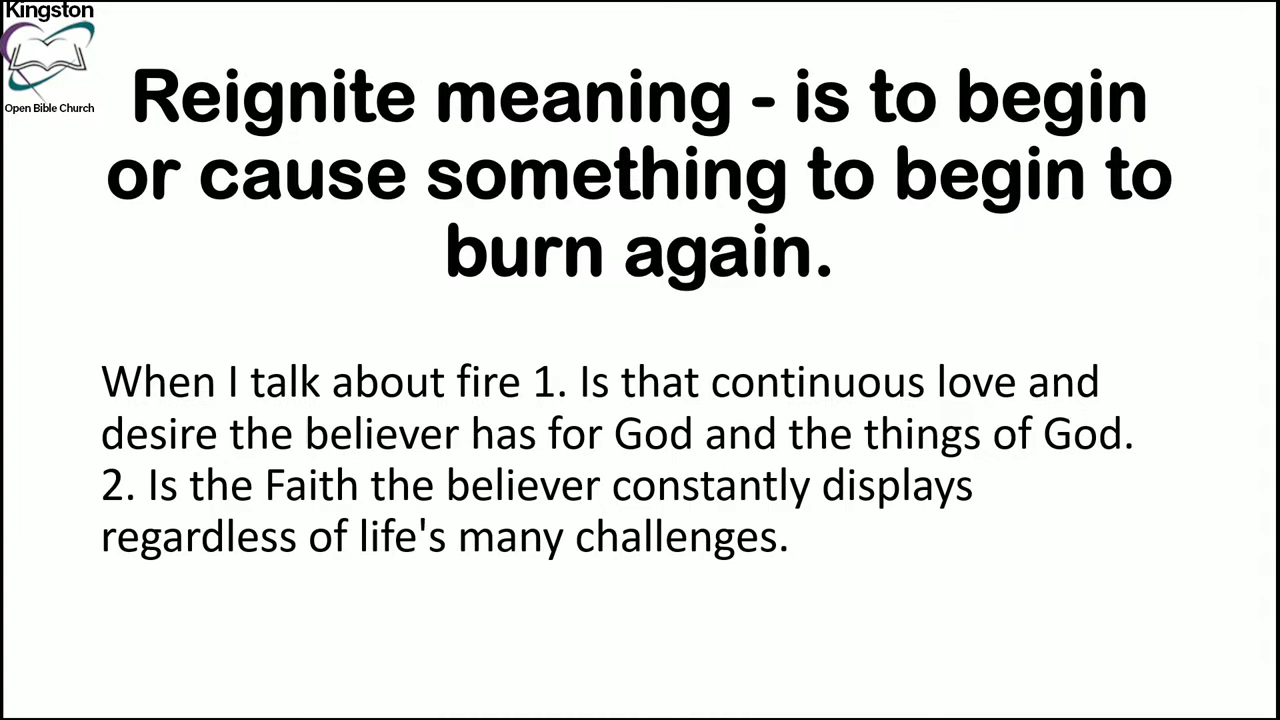 Kingston
Open Bible Church
Reignite meaning - is to begin
or cause something to begin to
burn again.
When I talk about fire 1. Is that continuous love and
desire the believer has for God and the things of God.
2. Is the Faith the believer constantly displays
regardless of life's many challenges.